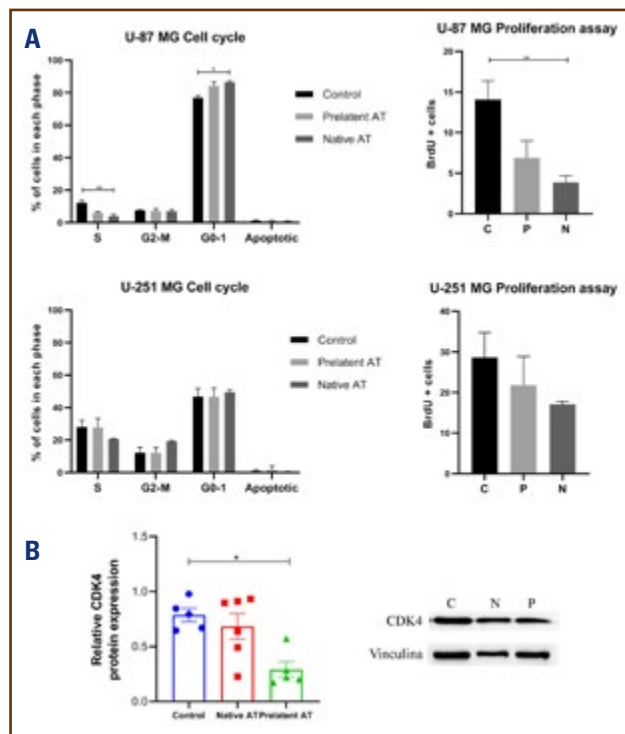 A
U-87 MG Cell cycle
% of cells in each phase
100
80
60
40
20
0
S
G2-M
G0-1
Apoptotic
Control
Prelatent AT
Native AT
U-87 MG Proliferation assay
BrdU + cells
20
15
10
5
0
C
P
N
U-251 MG Cell cycle
% of cells in each phase
100
80
60
40
20
0
S
G2-M
G0-1
Apoptotic
Control
Prelatent AT
Native AT
U-251 MG Proliferation assay
BrdU + cells
40
30
20
10
0
C
P
N
B
Relative CDK4
protein expression
1.5
1.0
0.5
0.0
*
Control
Native AT
Prelatent AT
C N P
CDK4
Vinculina